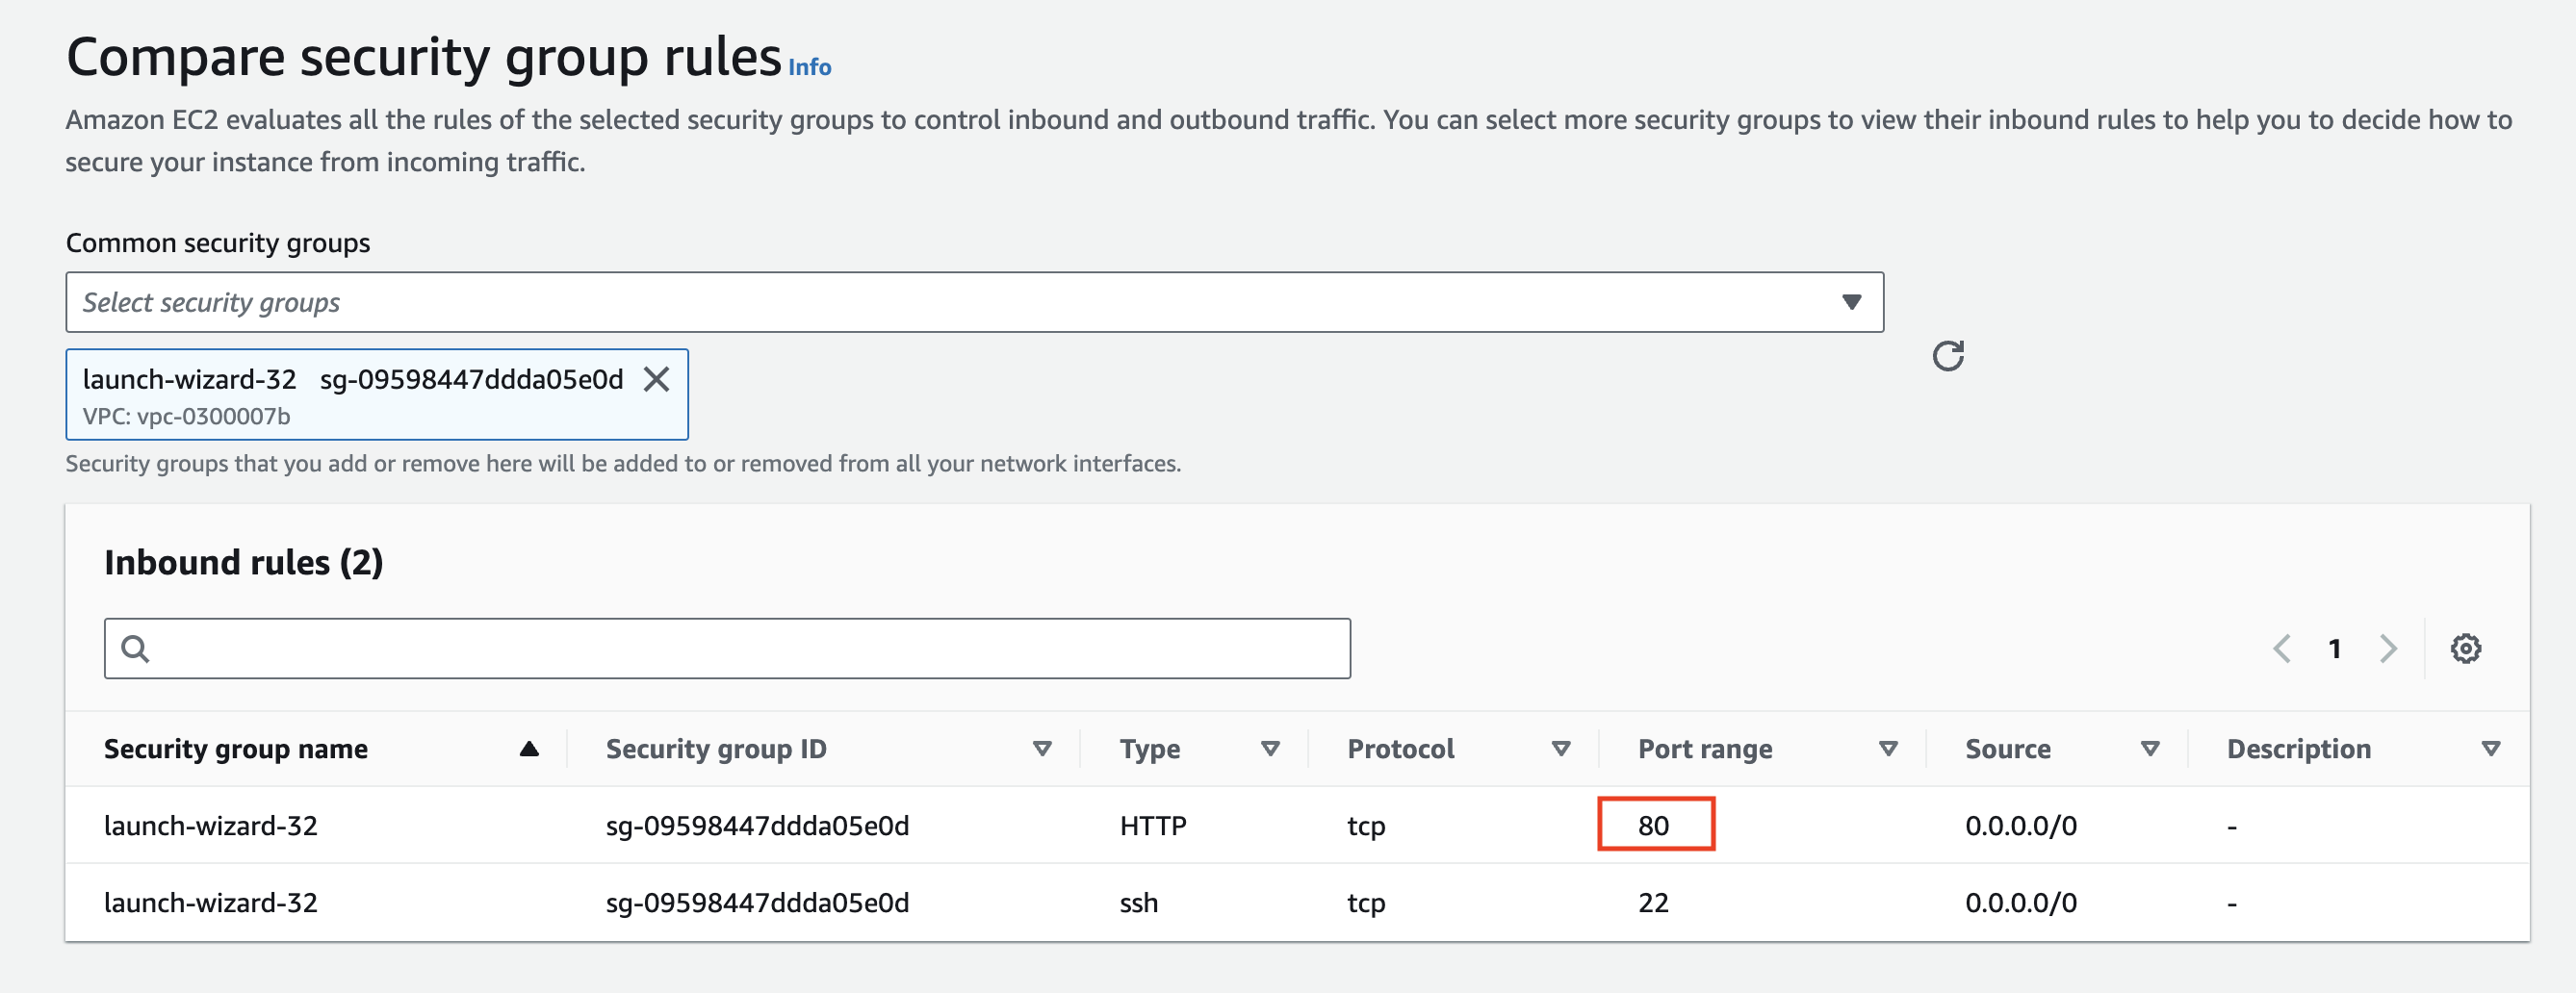 Compare security group rules Info
Amazon EC2 evaluates all the rules of the selected security groups to control inbound and outbound traffic. You can select more security groups to view their inbound rules to help you to decide how to
secure your instance from incoming traffic.
Common security groups
Select security groups
launch-wizard-32 sg-09598447ddda05e0d
VPC: vpc-0300007b
Security groups that you add or remove here will be added to or removed from all your network interfaces.
Inbound rules (2)
1
Security group name Security group ID Type Protocol Port range Source Description
launch-wizard-32 sg-09598447ddda05e0d HTTP tcp 80 0.0.0.0/0 -
launch-wizard-32 sg-09598447ddda05e0d ssh tcp 22 0.0.0.0/0 -